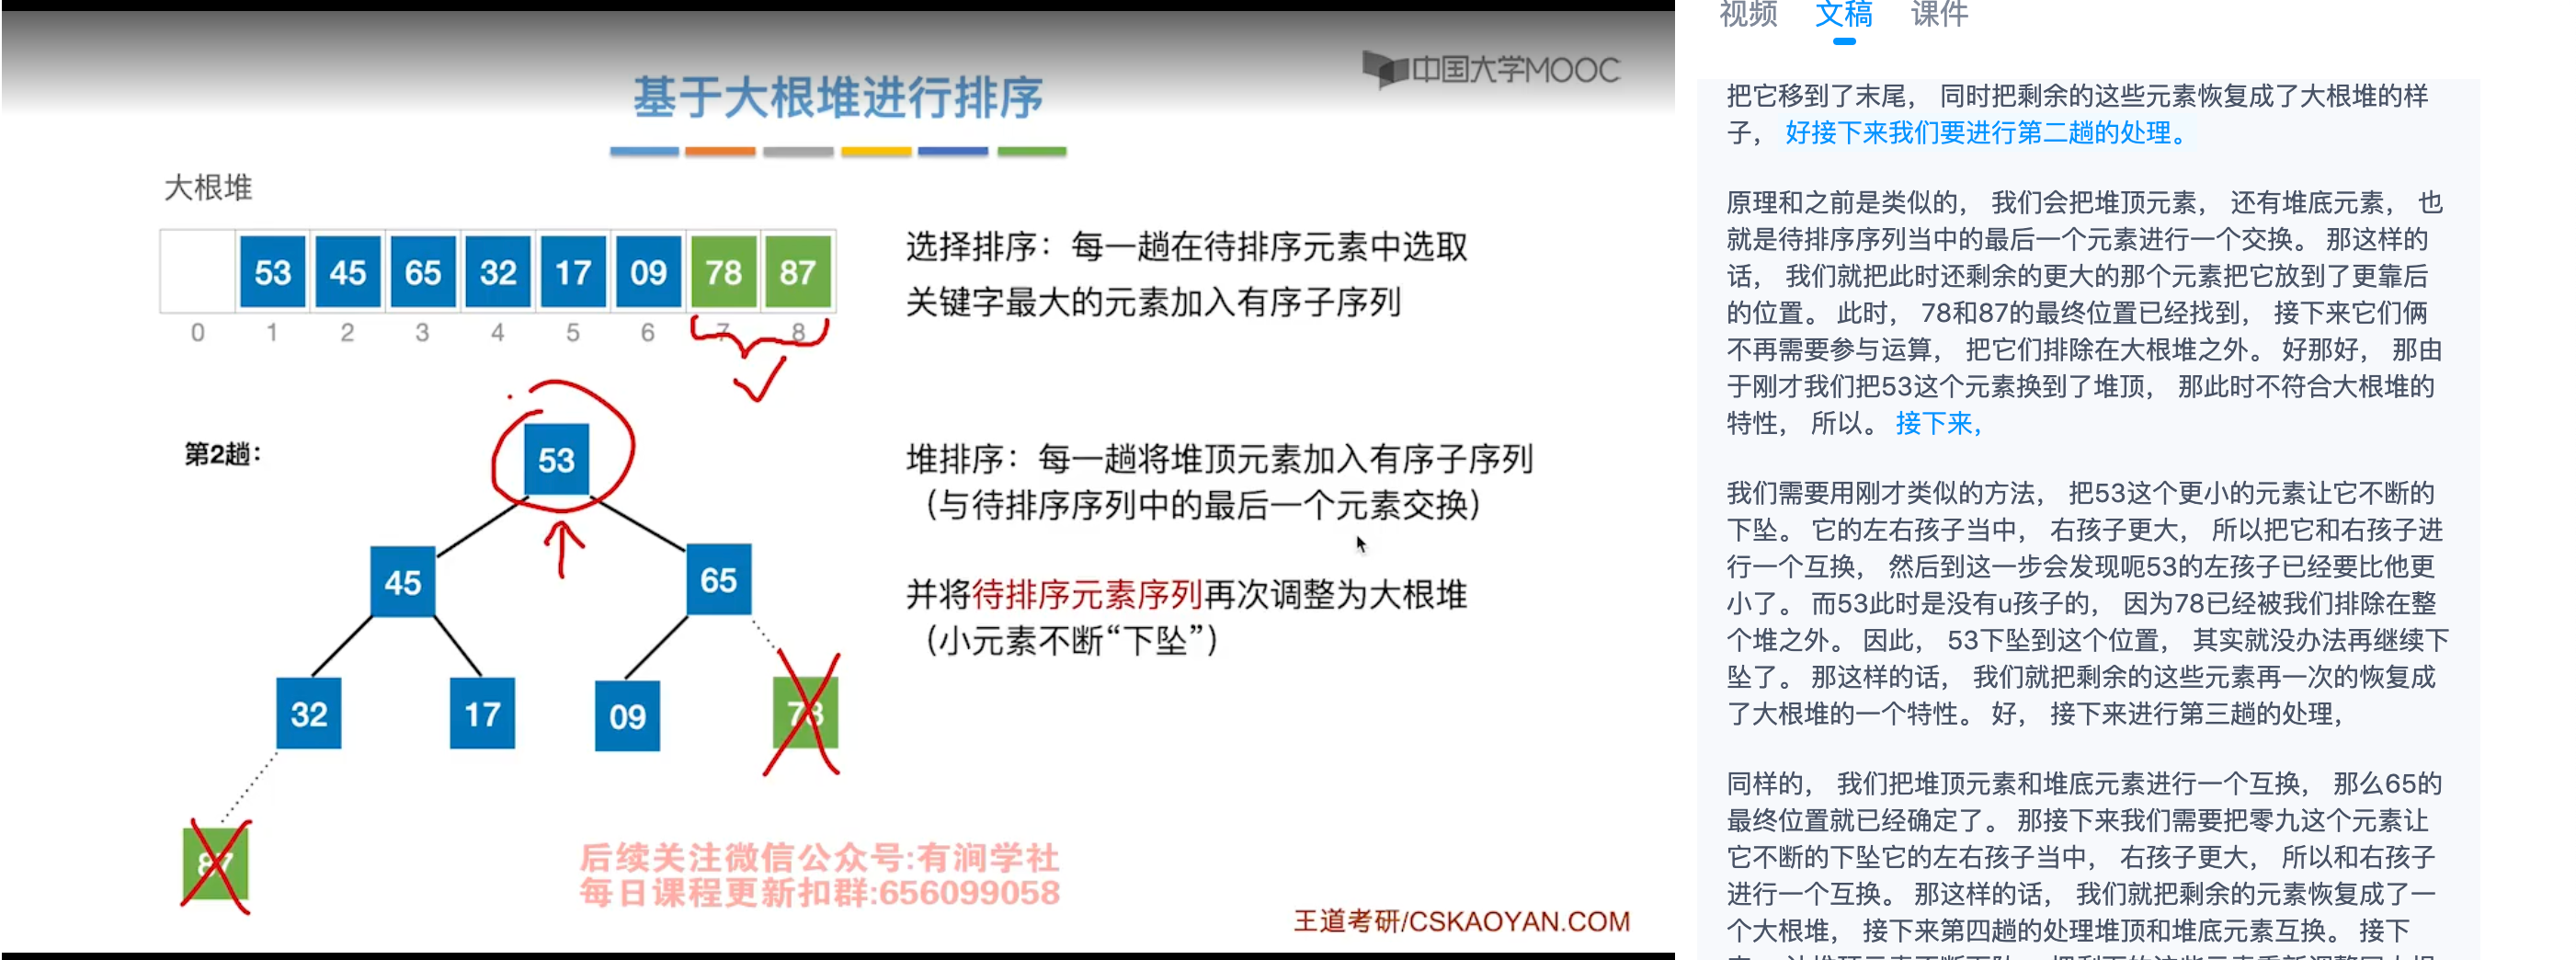 中国大学MOOC
基于大根堆进行排序
大根堆
53 45 65 32 17 09 78 87
0 1 2 3 4 5 6 7 8
选择排序：每一趟在待排序元素中选取
关键字最大的元素加入有序子序列
第2趟：
53
45 65
32 17 09 78
87
堆排序：每一趟将堆顶元素加入有序子序列
（与待排序序列中的最后一个元素交换）
并将待排序元素序列再次调整为大根堆
（小元素不断“下坠”）
后续关注微信公众号:有涧学社
每日课程更新扣群:656099058
王道考研/CSKAOYAN.COM
视频 文稿 课件
把它移到了末尾， 同时把剩余的这些元素恢复成了大根堆的样
子， 好接下来我们要进行第二趟的处理。
原理和之前是类似的， 我们会把堆顶元素， 还有堆底元素， 也
就是待排序序列当中的最后一个元素进行一个交换。 那这样的
话， 我们就把此时还剩余的更大的那个元素把它放到了更靠后
的位置。 此时， 78和87的最终位置已经找到， 接下来它们俩
不再需要参与运算， 把它们排除在大根堆之外。 好那好， 那由
于刚才我们把53这个元素换到了堆顶， 那此时不符合大根堆的
特性， 所以。 接下来，
我们需要用刚才类似的方法， 把53这个更小的元素让它不断的
下坠。 它的左右孩子当中， 右孩子更大， 所以把它和右孩子进
行一个互换， 然后到这一步会发现呃53的左孩子已经要比他更
小了。 而53此时是没有u孩子的， 因为78已经被我们排除在整
个堆之外。 因此， 53下坠到这个位置， 其实就没办法再继续下
坠了。 那这样的话， 我们就把剩余的这些元素再一次的恢复成
了大根堆的一个特性。 好， 接下来进行第三趟的处理，
同样的， 我们把堆顶元素和堆底元素进行一个互换， 那么65的
最终位置就已经确定了。 那接下来我们需要把零九这个元素让
它不断的下坠它的左右孩子当中， 右孩子更大， 所以和右孩子
进行一个互换。 那这样的话， 我们就把剩余的元素恢复成了一
个大根堆， 接下来第四趟的处理堆顶和堆底元素互换。 接下